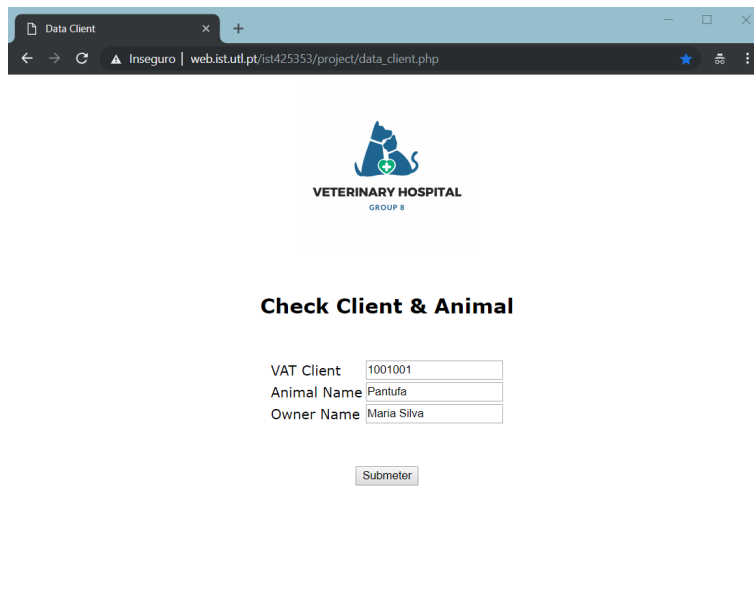 Data Client
Inseguro | web.ist.utl.pt/ist425353/project/data_client.php
VETERINARY HOSPITAL
GROUP 8
Check Client & Animal
VAT Client 1001001
Animal Name Pantufa
Owner Name Maria Silva
Submeter